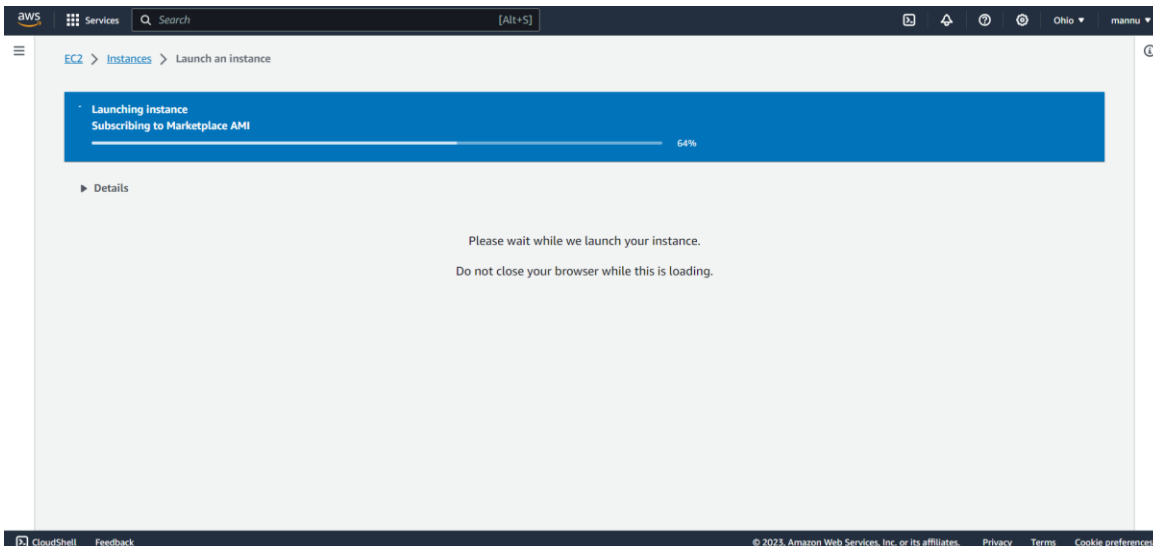 aws Services Search [Alt+S] Ohio mannu
EC2 > Instances > Launch an instance
Launching instance
Subscribing to Marketplace AMI
64%
Details
Please wait while we launch your instance.
Do not close your browser while this is loading.
CloudShell Feedback © 2023, Amazon Web Services, Inc. or its affiliates. Privacy Terms Cookie preferences